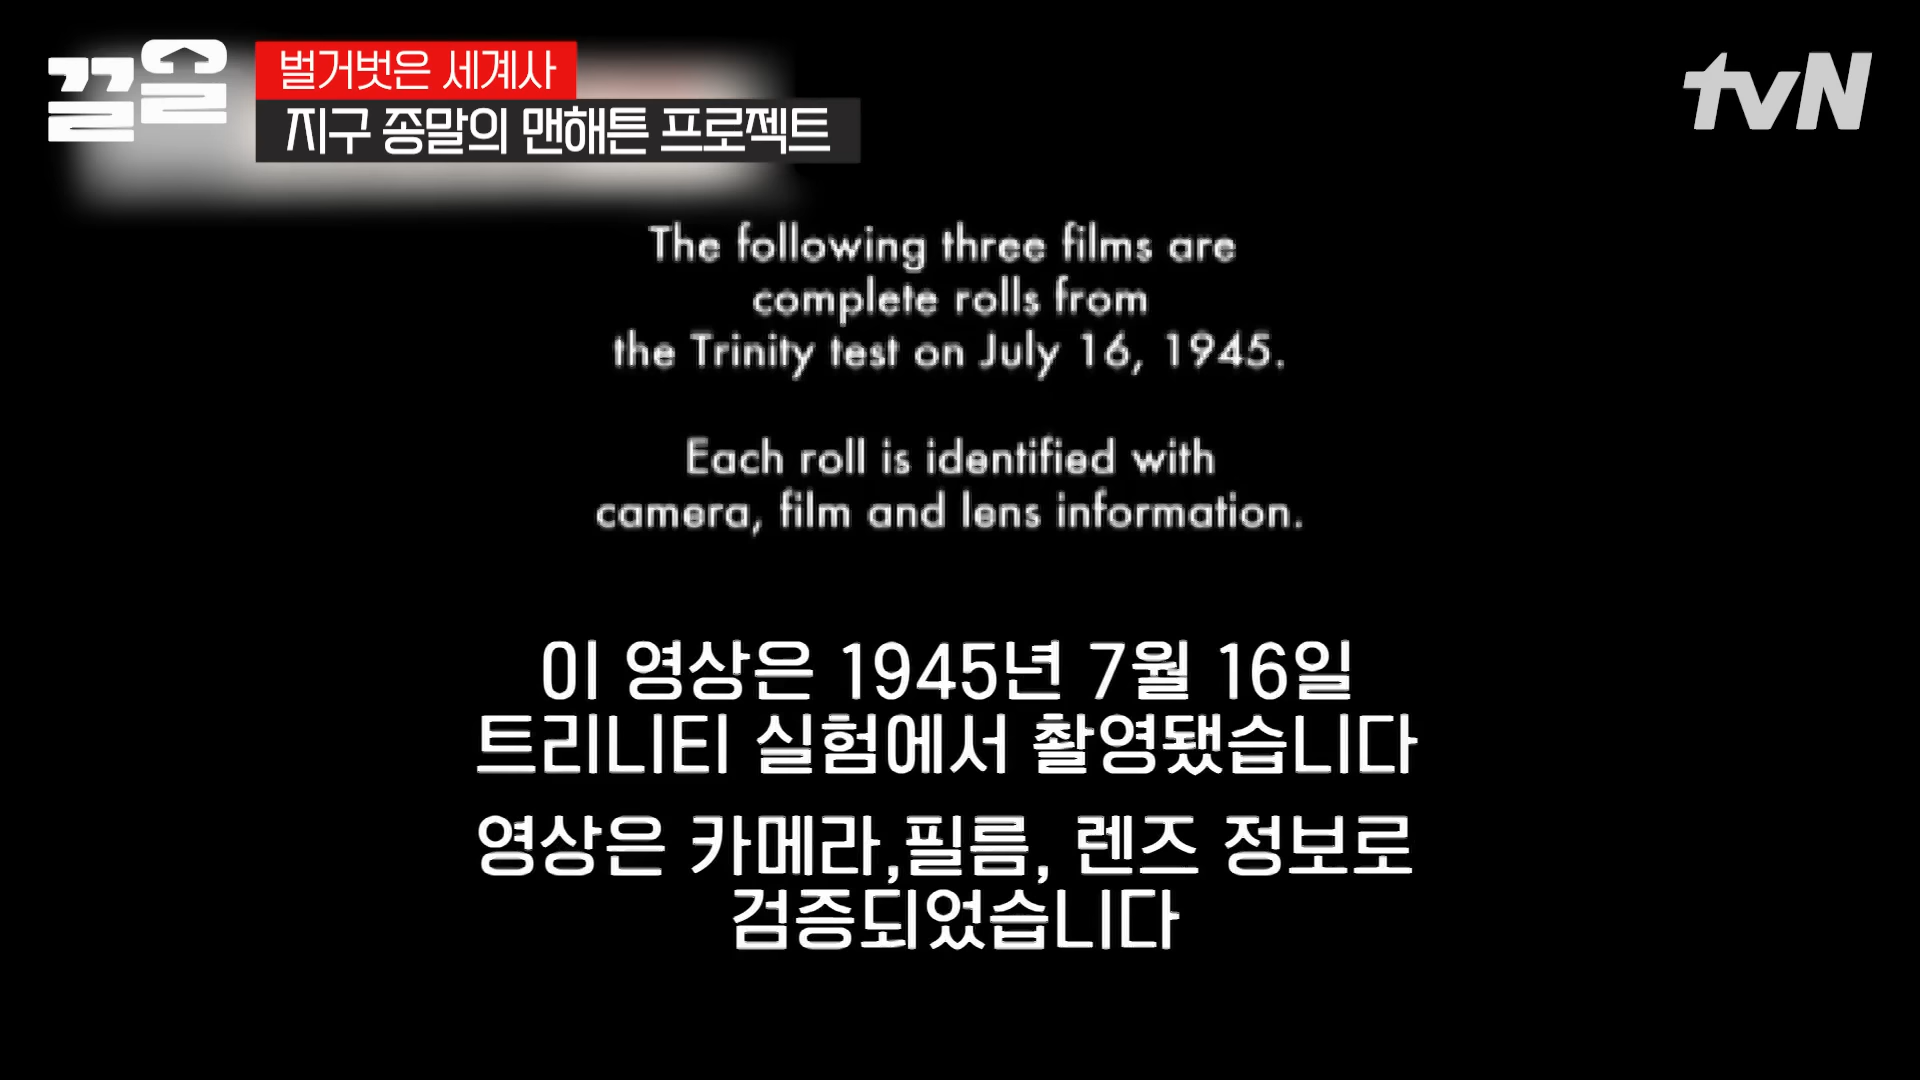 끌올
벌거벗은 세계사
지구 종말의 맨해튼 프로젝트
tvN
The following three films are
complete rolls from
the Trinity test on July 16, 1945.
Each roll is identified with
camera, film and lens information.
이 영상은 1945년 7월 16일
트리니티 실험에서 촬영됐습니다
영상은 카메라,필름, 렌즈 정보로
검증되었습니다